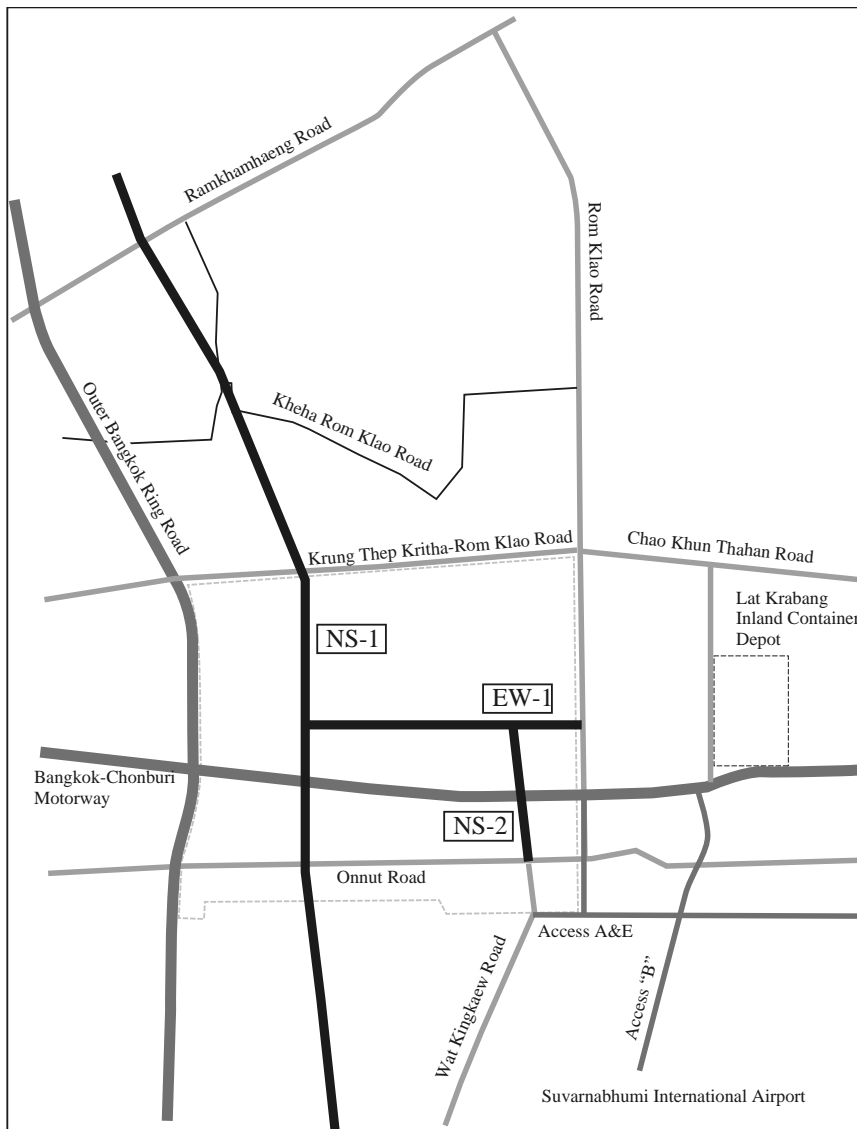 Ramkhamhaeng Road
Rom Klao Road
Outer Bangkok Ring Road
Kheha Rom Klao Road
Krung Thep Kritha-Rom Klao Road
Chao Khun Thahan Road
Lat Krabang
Inland Container
Depot
NS-1
EW-1
Bangkok-Chonburi
Motorway
NS-2
Onnut Road
Access A&E
Wat Kingkaew Road
Access “B”
Suvarnabhumi International Airport